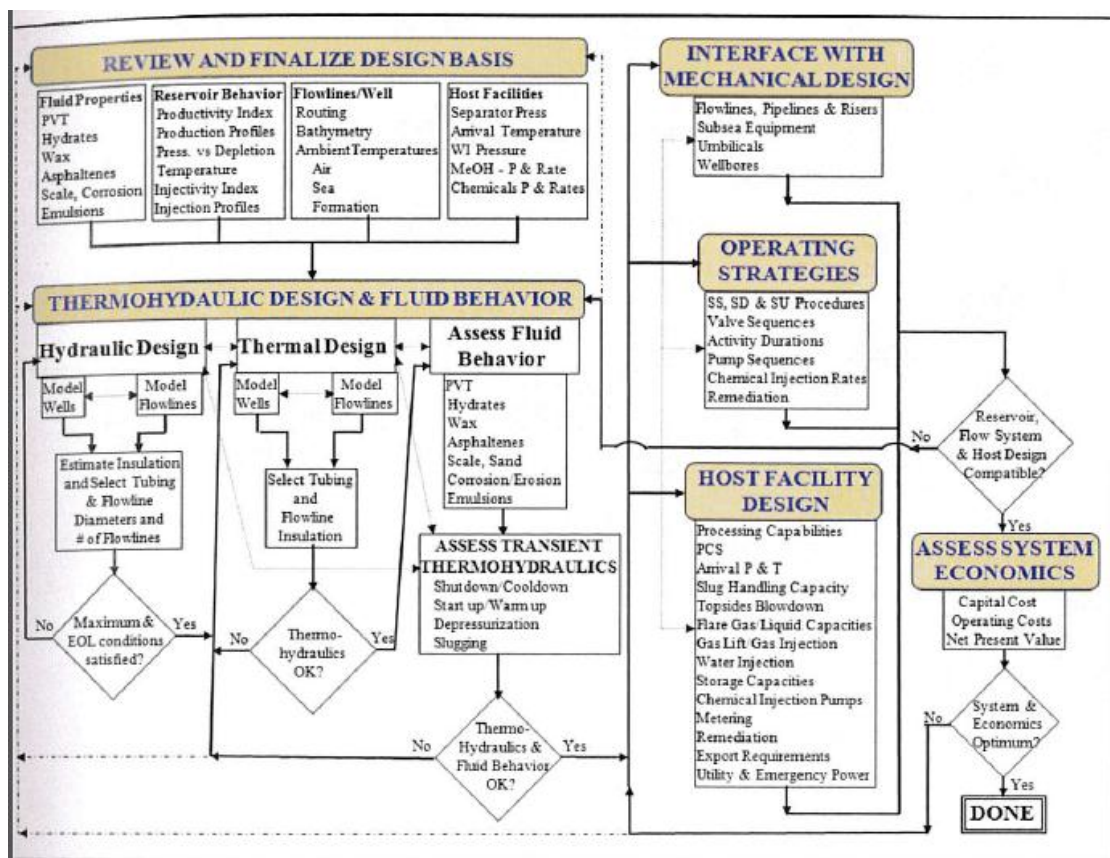 REVIEW AND FINALIZE DESIGN BASIS
Fluid Properties
PVT
Hydrates
Wax
Asphaltenes
Scale, Corrosion
Emulsions
Reservoir Behavior
Productivity Index
Production Profiles
Press. vs Depletion
Temperature
Injectivity Index
Injection Profiles
Flowlines/Well
Routing
Bathymetry
Ambient Temperatures
Air
Sea
Formation
Host Facilities
Separator Press
Arrival Temperature
WI Pressure
MeOH - P & Rate
Chemicals P & Rates
THERMOHYDAULIC DESIGN & FLUID BEHAVIOR
Hydraulic Design
Model
Wells
Model
Flowlines
Estimate Insulation
and Select Tubing
& Flowline
Diameters and
# of Flowlines
No
Maximum &
EOL conditions
satisfied?
Yes
Thermal Design
Model
Wells
Model
Flowlines
Select Tubing
and
Flowline
Insulation
No
Thermo-
hydraulics
OK?
Yes
Assess Fluid
Behavior
PVT
Hydrates
Wax
Asphaltenes
Scale, Sand
Corrosion/Erosion
Emulsions
ASSESS TRANSIENT
THERMOHYDRAULICS
Shutdown/Cooldown
Start up/Warm up
Depressurization
Slugging
No
Thermo-
Hydraulics &
Fluid Behavior
OK?
Yes
INTERFACE WITH
MECHANICAL DESIGN
Flowlines, Pipelines & Risers
Subsea Equipment
Umbilicals
Wellbores
OPERATING
STRATEGIES
SS, SD & SU Procedures
Valve Sequences
Activity Durations
Pump Sequences
Chemical Injection Rates
Remediation
HOST FACILITY
DESIGN
Processing Capabilities
PCS
Arrival P & T
Slug Handling Capacity
Topsides Blowdown
Flare Gas/Liquid Capacities
Gas Lift/Gas Injection
Water Injection
Storage Capacities
Chemical Injection Pumps
Metering
Remediation
Export Requirements
Utility & Emergency Power
No
Reservoir,
Flow System
& Host Design
Compatible?
Yes
ASSESS SYSTEM
ECONOMICS
Capital Cost
Operating Costs
Net Present Value
No
System &
Economics
Optimum?
Yes
DONE